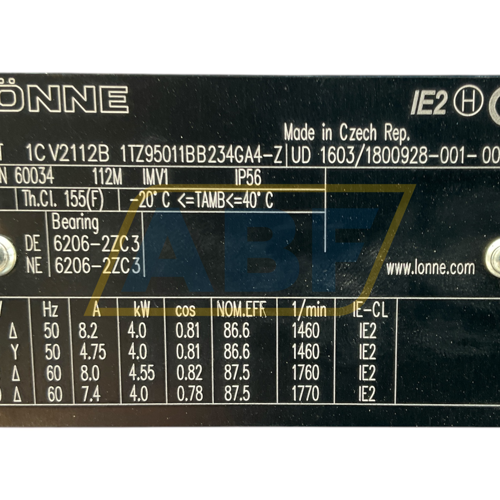 ÖNNE
IE2 H
Made in Czech Rep.
1CV2112B 1TZ95011BB234GA4-Z UD 1603/1800928-001-00
60034 112M IMV1 IP56
Th.Cl. 155(F) -20°C <=TAMB<=40°C
Bearing
DE 6206-2ZC3
NE 6206-2ZC3
www.lonne.com
ABF
Hz A kW cos NOM.EFF 1/min IE-CL
Δ 50 8.2 4.0 0.81 86.6 1460 IE2
Y 50 4.75 4.0 0.81 86.6 1460 IE2
Δ 60 8.0 4.55 0.82 87.5 1760 IE2
Δ 60 7.4 4.0 0.78 87.5 1770 IE2